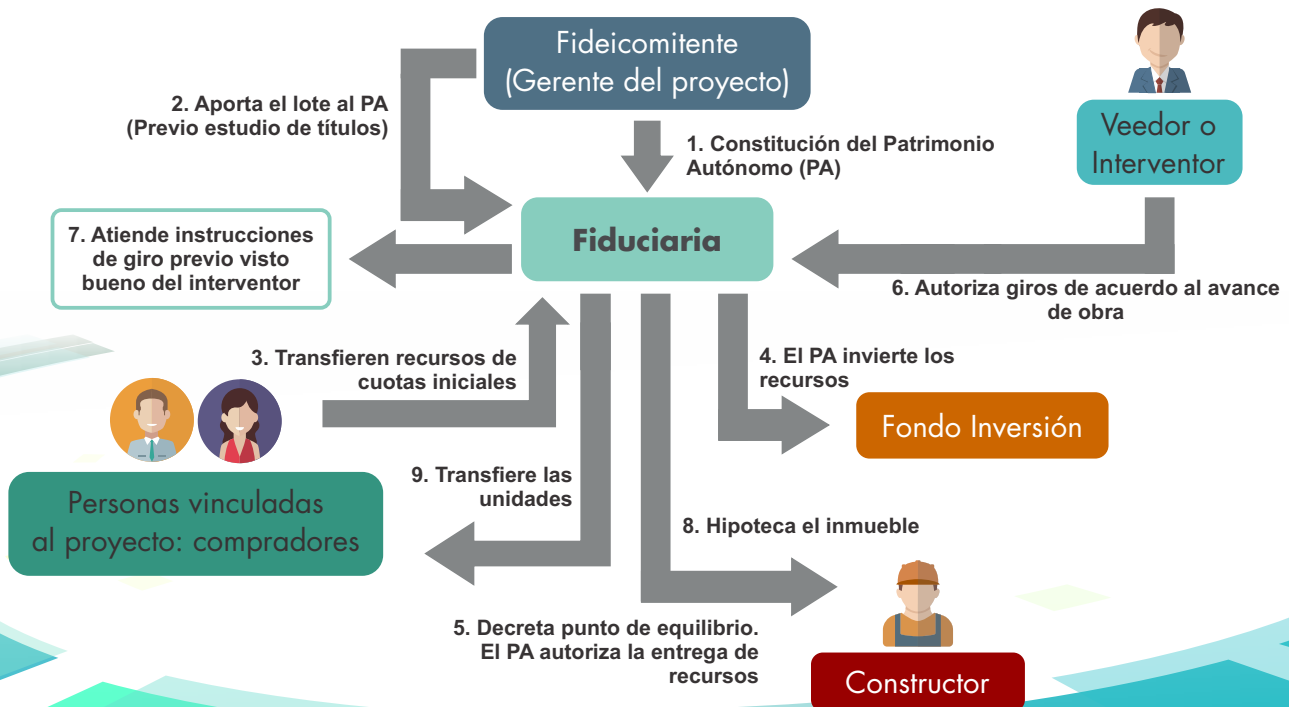 Fideicomitente
(Gerente del proyecto)
2. Aporta el lote al PA
(Previo estudio de títulos)
1. Constitución del Patrimonio
Autónomo (PA)
Veedor o
Interventor
Fiduciaria
7. Atiende instrucciones
de giro previo visto
bueno del interventor
6. Autoriza giros de acuerdo al avance
de obra
3. Transfieren recursos de
cuotas iniciales
4. El PA invierte los
recursos
Fondo Inversión
9. Transfiere las
unidades
Personas vinculadas
al proyecto: compradores
8. Hipoteca el inmueble
5. Decreta punto de equilibrio.
El PA autoriza la entrega de
recursos
Constructor